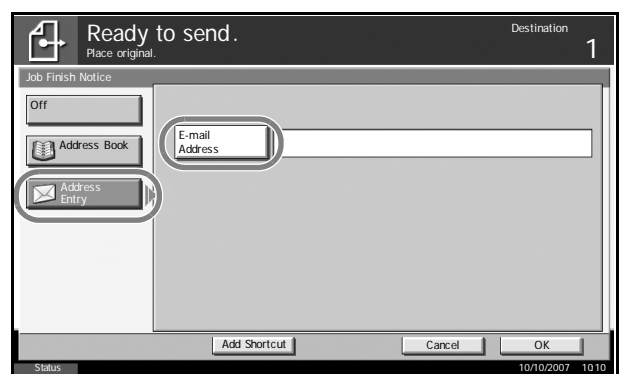 Ready to send.
Place original.
Destination
1
Job Finish Notice
Off
Address Book
Address
Entry
E-mail
Address
Add Shortcut
Cancel
OK
Status
10/10/2007 10:10